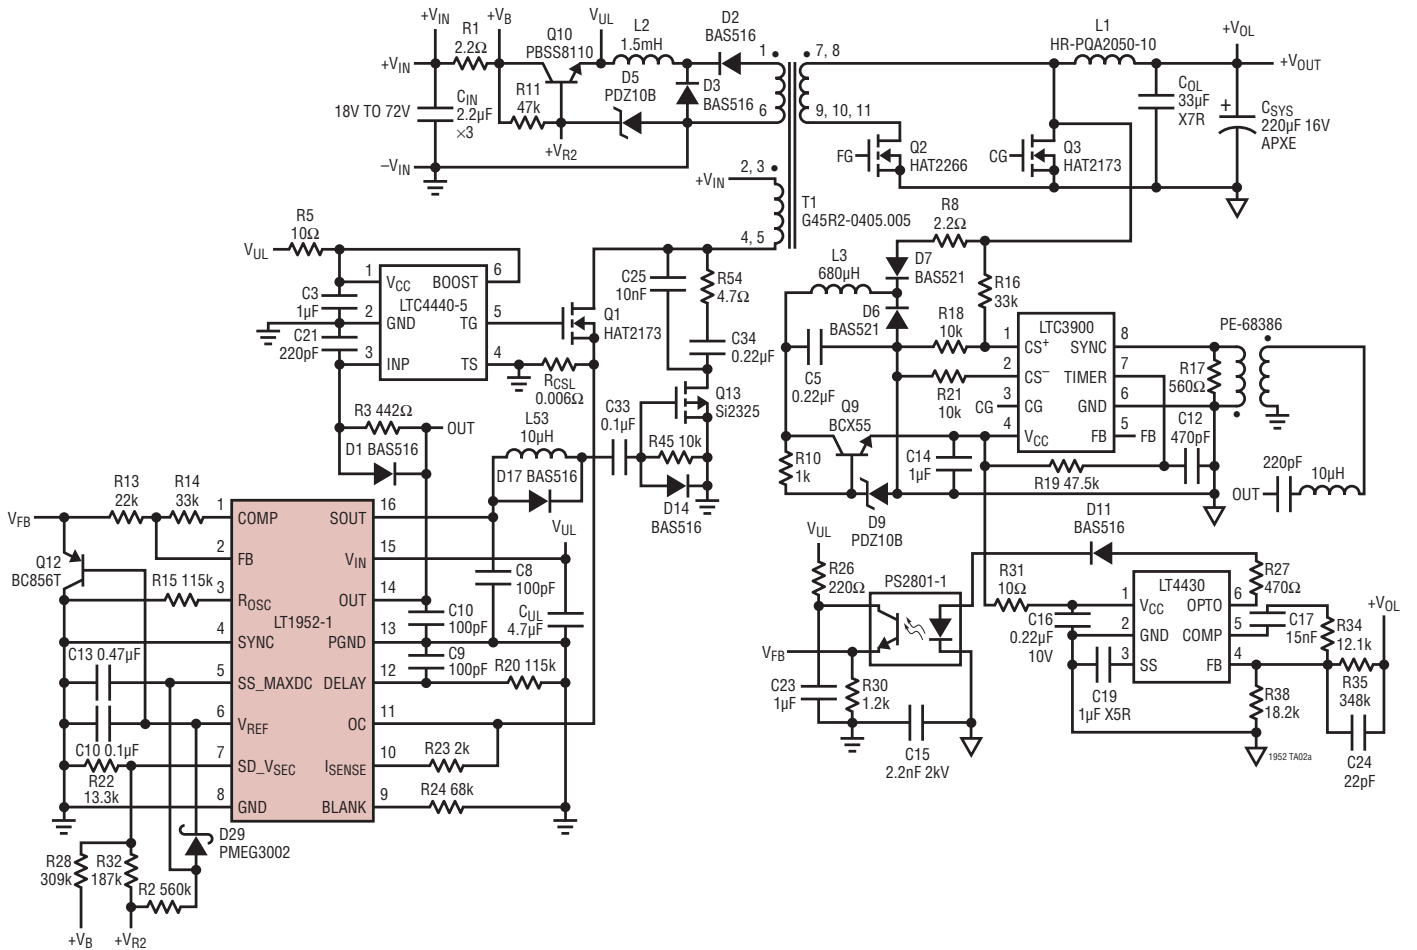 +VIN
+VB
R1
2.2Ω
Q10
PBSS8110
VUL
L2
1.5mH
D2
BAS516
1
7, 8
L1
HR-PQA2050-10
+VOL
+VIN
+VOUT
18V TO 72V
CIN
2.2µF
×3
R11
47k
D5
PDZ10B
D3
BAS516
6
9, 10, 11
COL
33µF
X7R
+
CSYS
220µF 16V
APXE
+VR2
–VIN
FG
Q2
HAT2266
CG
Q3
HAT2173
+VIN
2, 3
4, 5
T1
G45R2-0405.005
R5
10Ω
VUL
1
VCC
BOOST
6
LTC4440-5
C3
1µF
2
GND
TG
5
C21
220pF
3
INP
TS
4
Q1
HAT2173
RCSL
0.006Ω
C25
10nF
R54
4.7Ω
C34
0.22µF
Q13
Si2325
R3 442Ω
OUT
D1 BAS516
L53
10µH
D17 BAS516
C33
0.1µF
R45 10k
D14
BAS516
R8
2.2Ω
L3
680µH
D7
BAS521
D6
BAS521
R16
33k
R18
10k
LTC3900
1
CS+
SYNC
8
2
CS–
TIMER
7
3
CG
GND
6
4
VCC
FB
5
FB
CG
C5
0.22µF
R21
10k
Q9
BCX55
R10
1k
C14
1µF
R19 47.5k
D9
PDZ10B
R17
560Ω
C12
470pF
PE-68386
220pF
10µH
OUT
R13
22k
R14
33k
VFB
Q12
BC856T
R15 115k
LT1952-1
1
COMP
SOUT
16
2
FB
VIN
15
3
ROSC
OUT
14
4
SYNC
PGND
13
5
SS_MAXDC
DELAY
12
6
VREF
OC
11
7
SD_VSEC
ISENSE
10
8
GND
BLANK
9
C13 0.47µF
C10 0.1µF
R22
13.3k
VUL
C8
100pF
C10
100pF
CUL
4.7µF
C9
100pF
R20 115k
R23 2k
R24 68k
D29
PMEG3002
R28
309k
R32
187k
R2 560k
+VB
+VR2
VUL
R26
220Ω
PS2801-1
VFB
C23
1µF
R30
1.2k
C15
2.2nF 2kV
D11
BAS516
R31
10Ω
C16
0.22µF
10V
LT4430
1
VCC
OPTO
6
2
GND
COMP
5
3
SS
FB
4
R27
470Ω
+VOL
C17
15nF
R34
12.1k
R35
348k
C19
1µF X5R
R38
18.2k
C24
22pF
1952 TA02a